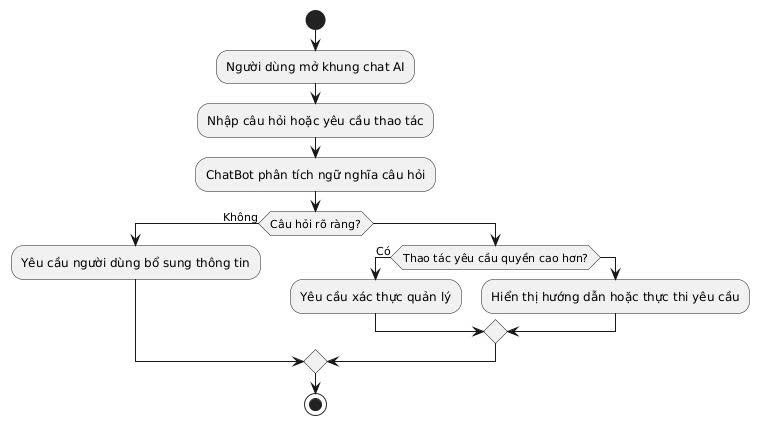 Người dùng mở khung chat AI
Nhập câu hỏi hoặc yêu cầu thao tác
ChatBot phân tích ngữ nghĩa câu hỏi
Không
Câu hỏi rõ ràng?
Yêu cầu người dùng bổ sung thông tin
Có
Thao tác yêu cầu quyền cao hơn?
Yêu cầu xác thực quản lý
Hiển thị hướng dẫn hoặc thực thi yêu cầu